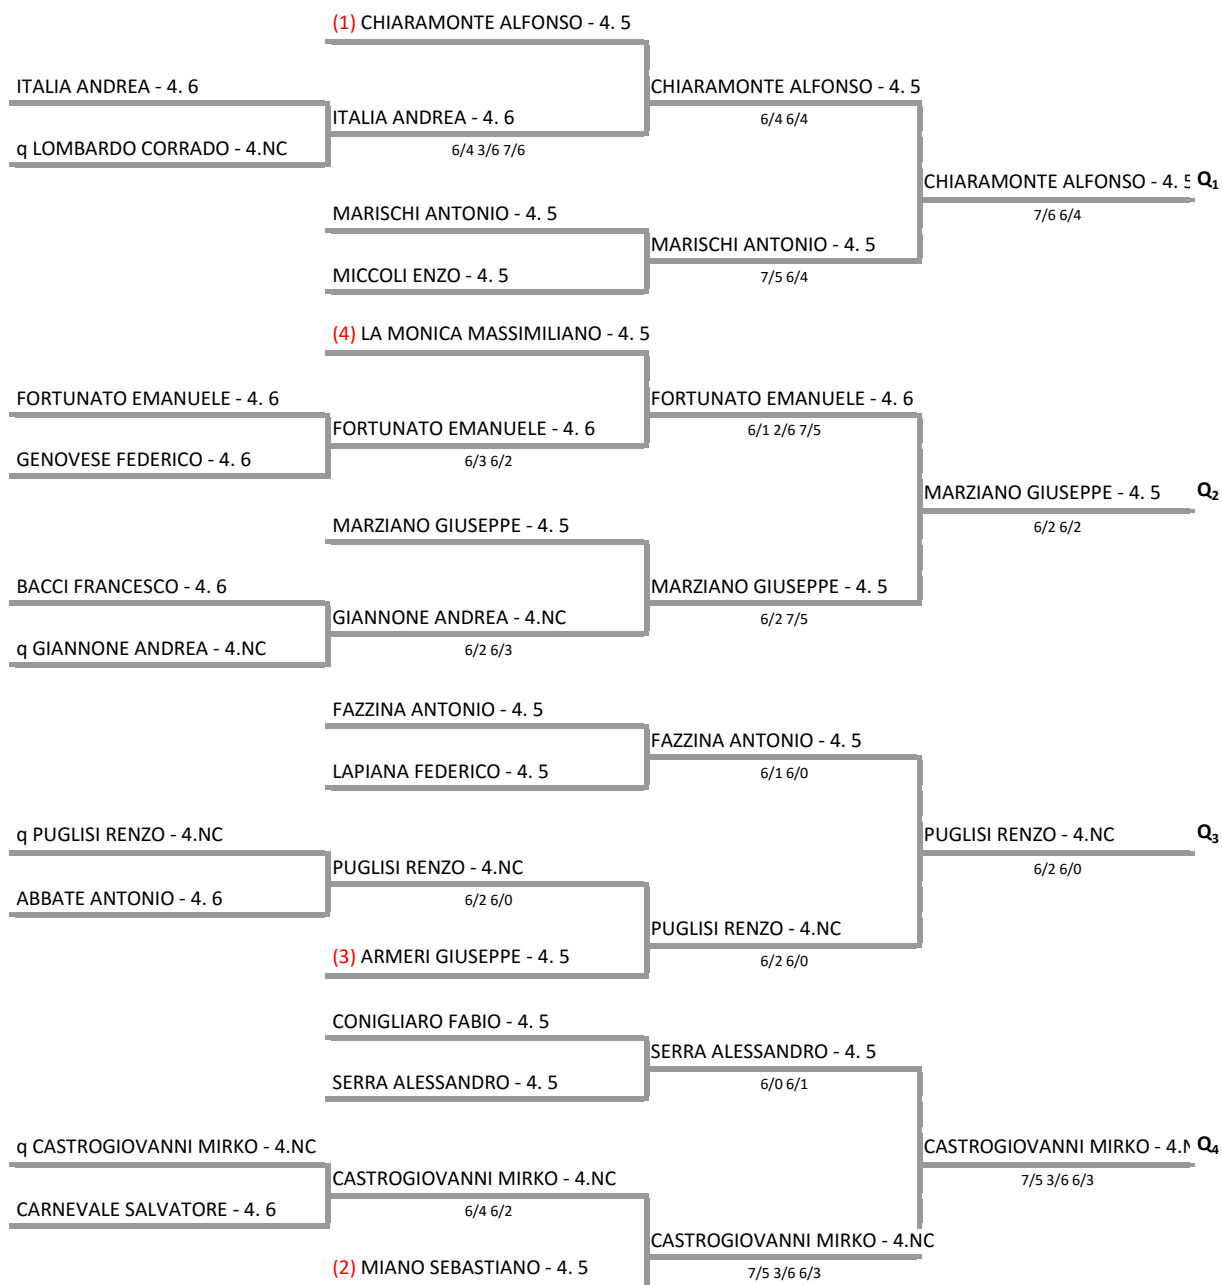 (1) CHIARAMONTE ALFONSO - 4. 5
ITALIA ANDREA - 4. 6
CHIARAMONTE ALFONSO - 4. 5
ITALIA ANDREA - 4. 6
6/4 6/4
q LOMBARDO CORRADO - 4.NC
6/4 3/6 7/6
CHIARAMONTE ALFONSO - 4. 5 Q1
MARISCHI ANTONIO - 4. 5
7/6 6/4
MARISCHI ANTONIO - 4. 5
MICCOLI ENZO - 4. 5
7/5 6/4
(4) LA MONICA MASSIMILIANO - 4. 5
FORTUNATO EMANUELE - 4. 6
FORTUNATO EMANUELE - 4. 6
FORTUNATO EMANUELE - 4. 6
6/1 2/6 7/5
GENOVESE FEDERICO - 4. 6
6/3 6/2
MARZIANO GIUSEPPE - 4. 5 Q2
MARZIANO GIUSEPPE - 4. 5
6/2 6/2
BACCI FRANCESCO - 4. 6
MARZIANO GIUSEPPE - 4. 5
GIANNONE ANDREA - 4.NC
6/2 7/5
q GIANNONE ANDREA - 4.NC
6/2 6/3
FAZZINA ANTONIO - 4. 5
FAZZINA ANTONIO - 4. 5
LAPIANA FEDERICO - 4. 5
6/1 6/0
q PUGLISI RENZO - 4.NC
PUGLISI RENZO - 4.NC Q3
PUGLISI RENZO - 4.NC
6/2 6/0
ABBATE ANTONIO - 4. 6
6/2 6/0
PUGLISI RENZO - 4.NC
(3) ARMERI GIUSEPPE - 4. 5
6/2 6/0
CONIGLIARO FABIO - 4. 5
SERRA ALESSANDRO - 4. 5
SERRA ALESSANDRO - 4. 5
6/0 6/1
q CASTROGIOVANNI MIRKO - 4.NC
CASTROGIOVANNI MIRKO - 4.N Q4
CASTROGIOVANNI MIRKO - 4.NC
7/5 3/6 6/3
CARNEVALE SALVATORE - 4. 6
6/4 6/2
CASTROGIOVANNI MIRKO - 4.NC
(2) MIANO SEBASTIANO - 4. 5
7/5 3/6 6/3